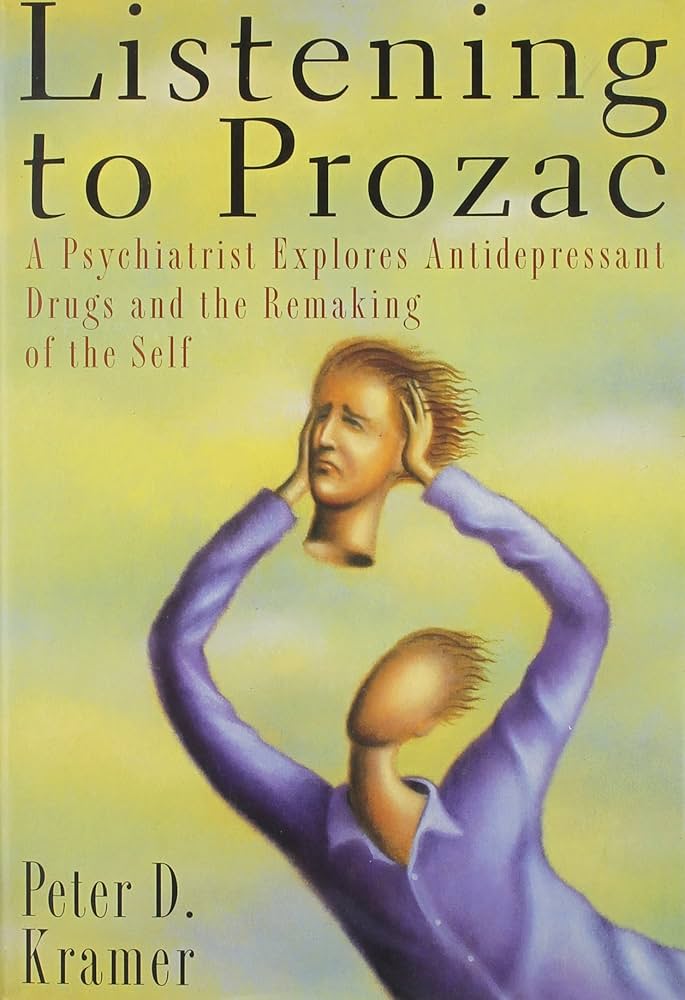 Listening
to Prozac
A Psychiatrist Explores Antidepressant
Drugs and the Remaking
of the Self
Peter D.
Kramer